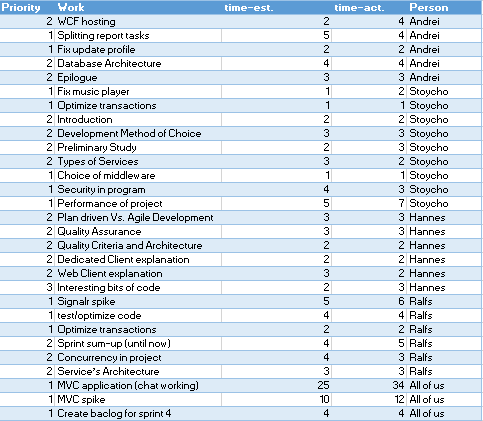 Priority Work time-est. time-act. Person
2 WCF hosting 2 4 Andrei
1 Splitting report tasks 5 4 Andrei
1 Fix update profile 2 2 Andrei
2 Database Architecture 4 4 Andrei
2 Epilogue 3 3 Andrei
1 Fix music player 1 2 Stoycho
1 Optimize transactions 1 1 Stoycho
2 Introduction 2 2 Stoycho
2 Development Method of Choice 3 3 Stoycho
2 Preliminary Study 2 3 Stoycho
2 Types of Services 3 2 Stoycho
1 Choice of middleware 1 1 Stoycho
1 Security in program 4 3 Stoycho
1 Performance of project 5 7 Stoycho
2 Plan driven Vs. Agile Development 3 3 Hannes
2 Quality Assurance 3 3 Hannes
2 Quality Criteria and Architecture 2 2 Hannes
2 Dedicated Client explanation 2 2 Hannes
2 Web Client explanation 3 2 Hannes
3 Interesting bits of code 2 3 Hannes
1 Signalr spike 5 6 Ralfs
1 test/optimize code 4 4 Ralfs
1 Optimize transactions 2 2 Ralfs
2 Sprint sum-up (until now) 4 5 Ralfs
2 Concurrency in project 4 3 Ralfs
2 Service's Architecture 3 3 Ralfs
1 MVC application (chat working) 25 34 All of us
1 MVC spike 10 12 All of us
1 Create baclog for sprint 4 4 4 All of us